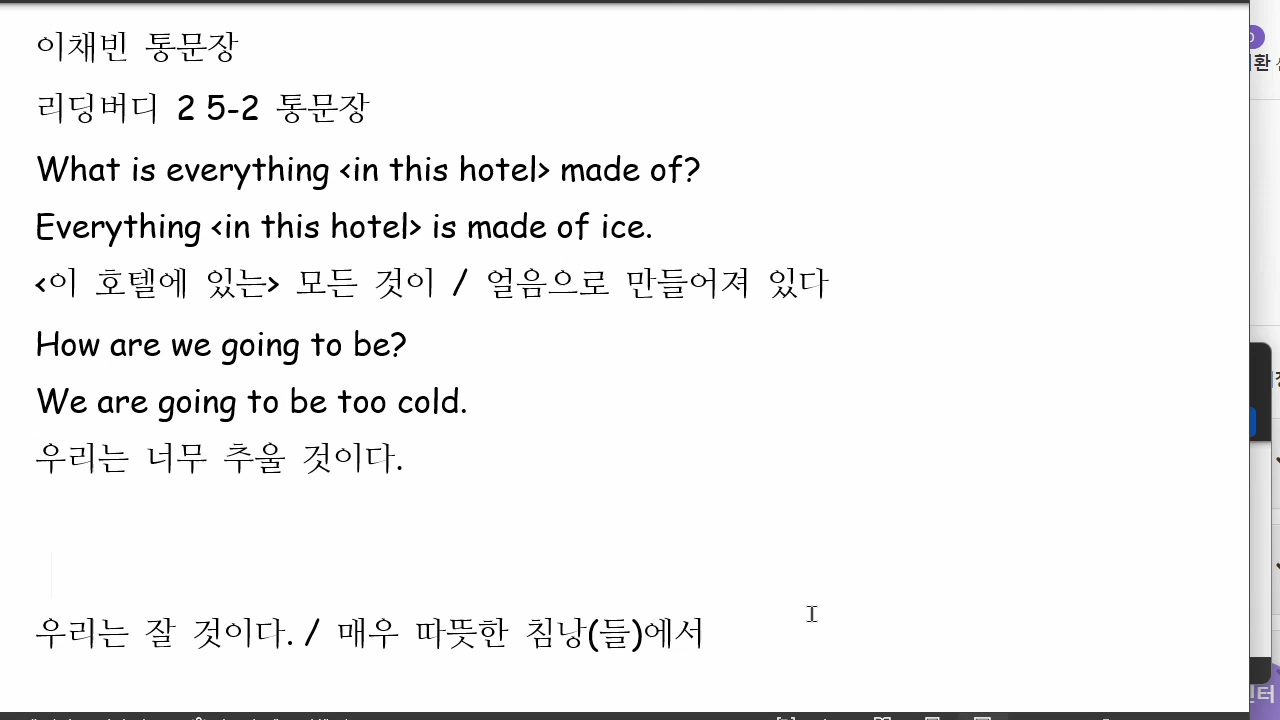 이채빈 통문장
리딩버디 2 5-2 통문장
What is everything <in this hotel> made of?
Everything <in this hotel> is made of ice.
<이 호텔에 있는> 모든 것이 / 얼음으로 만들어져 있다
How are we going to be?
We are going to be too cold.
우리는 너무 추울 것이다.
우리는 잘 것이다. / 매우 따뜻한 침낭(들)에서